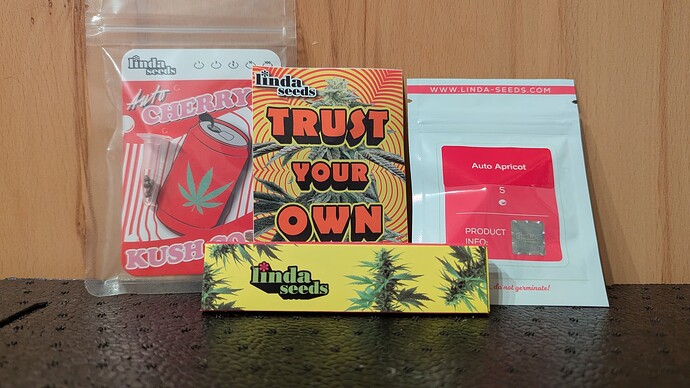 linda
seeds
Auto
CHERRY
KUSH
linda
seeds
TRUST
YOUR
OWN
WWW.LINDA-SEEDS.COM
Auto Apricot
5
PRODUCT
INFO:
do not germinate!
linda
seeds